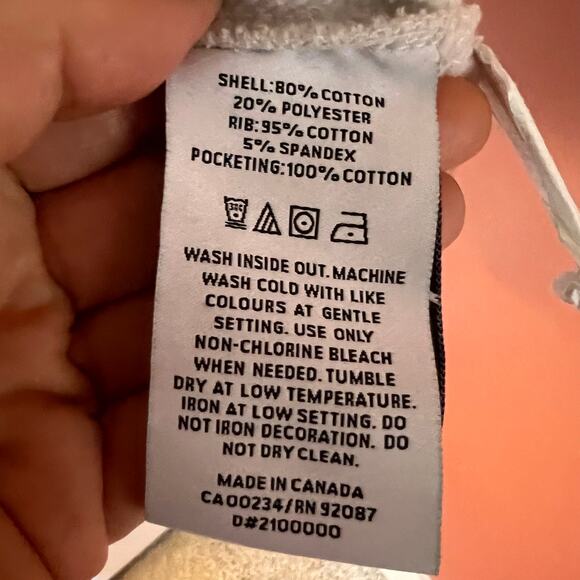 SHELL:80% COTTON
20% POLYESTER
RIB:95% COTTON
5% SPANDEX
POCKETING:100% COTTON
30C
WASH INSIDE OUT. MACHINE
WASH COLD WITH LIKE
COLOURS AT GENTLE
SETTING. USE ONLY
NON-CHLORINE BLEACH
WHEN NEEDED. TUMBLE
DRY AT LOW TEMPERATURE.
IRON AT LOW SETTING. DO
NOT IRON DECORATION. DO
NOT DRY CLEAN.
MADE IN CANADA
CA00234/RN 92087
D#2100000